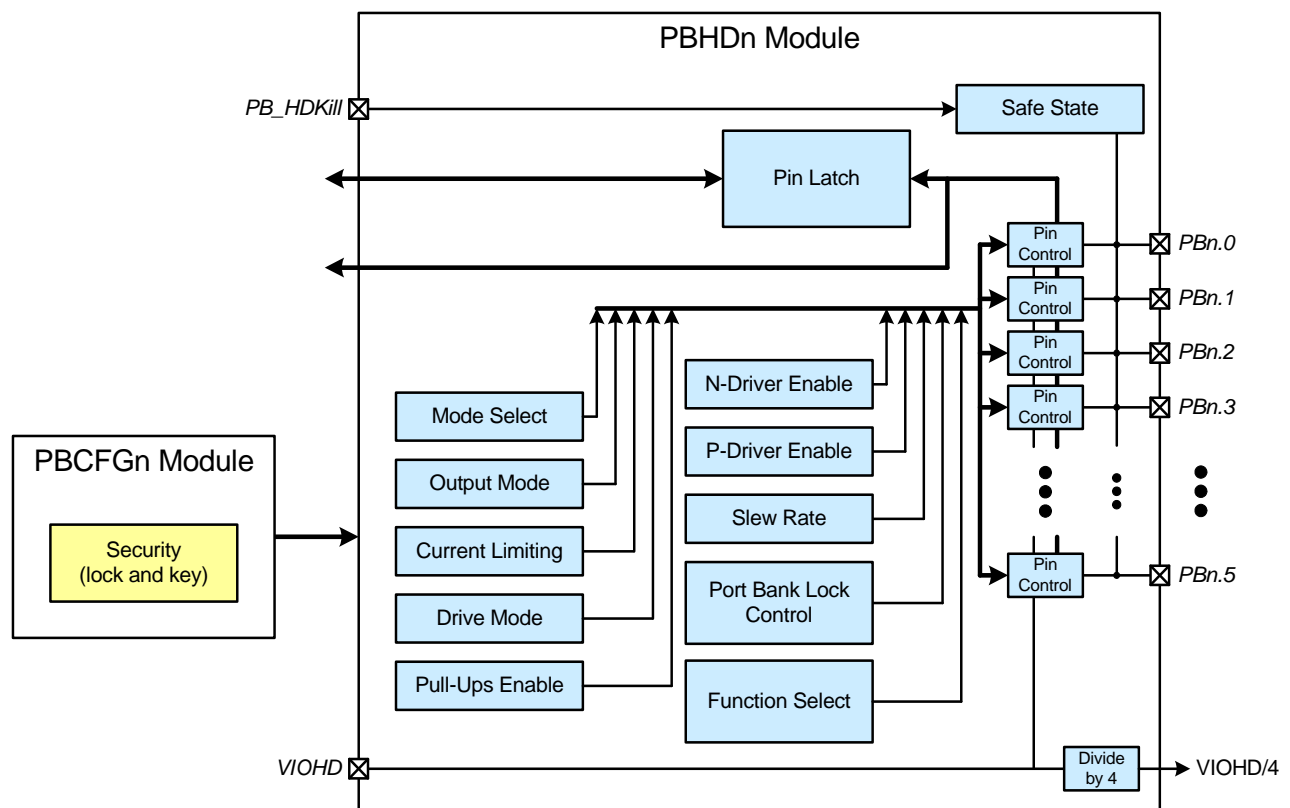 PBHDn Module
PB_HDKill
Safe State
Pin Latch
Pin
Control
PBn.0
Pin
Control
PBn.1
Pin
Control
PBn.2
Pin
Control
PBn.3
Mode Select
Output Mode
Current Limiting
Drive Mode
Pull-Ups Enable
N-Driver Enable
P-Driver Enable
Slew Rate
Port Bank Lock
Control
Function Select
Pin
Control
PBn.5
PBCFGn Module
Security
(lock and key)
VIOHD
Divide
by 4
VIOHD/4